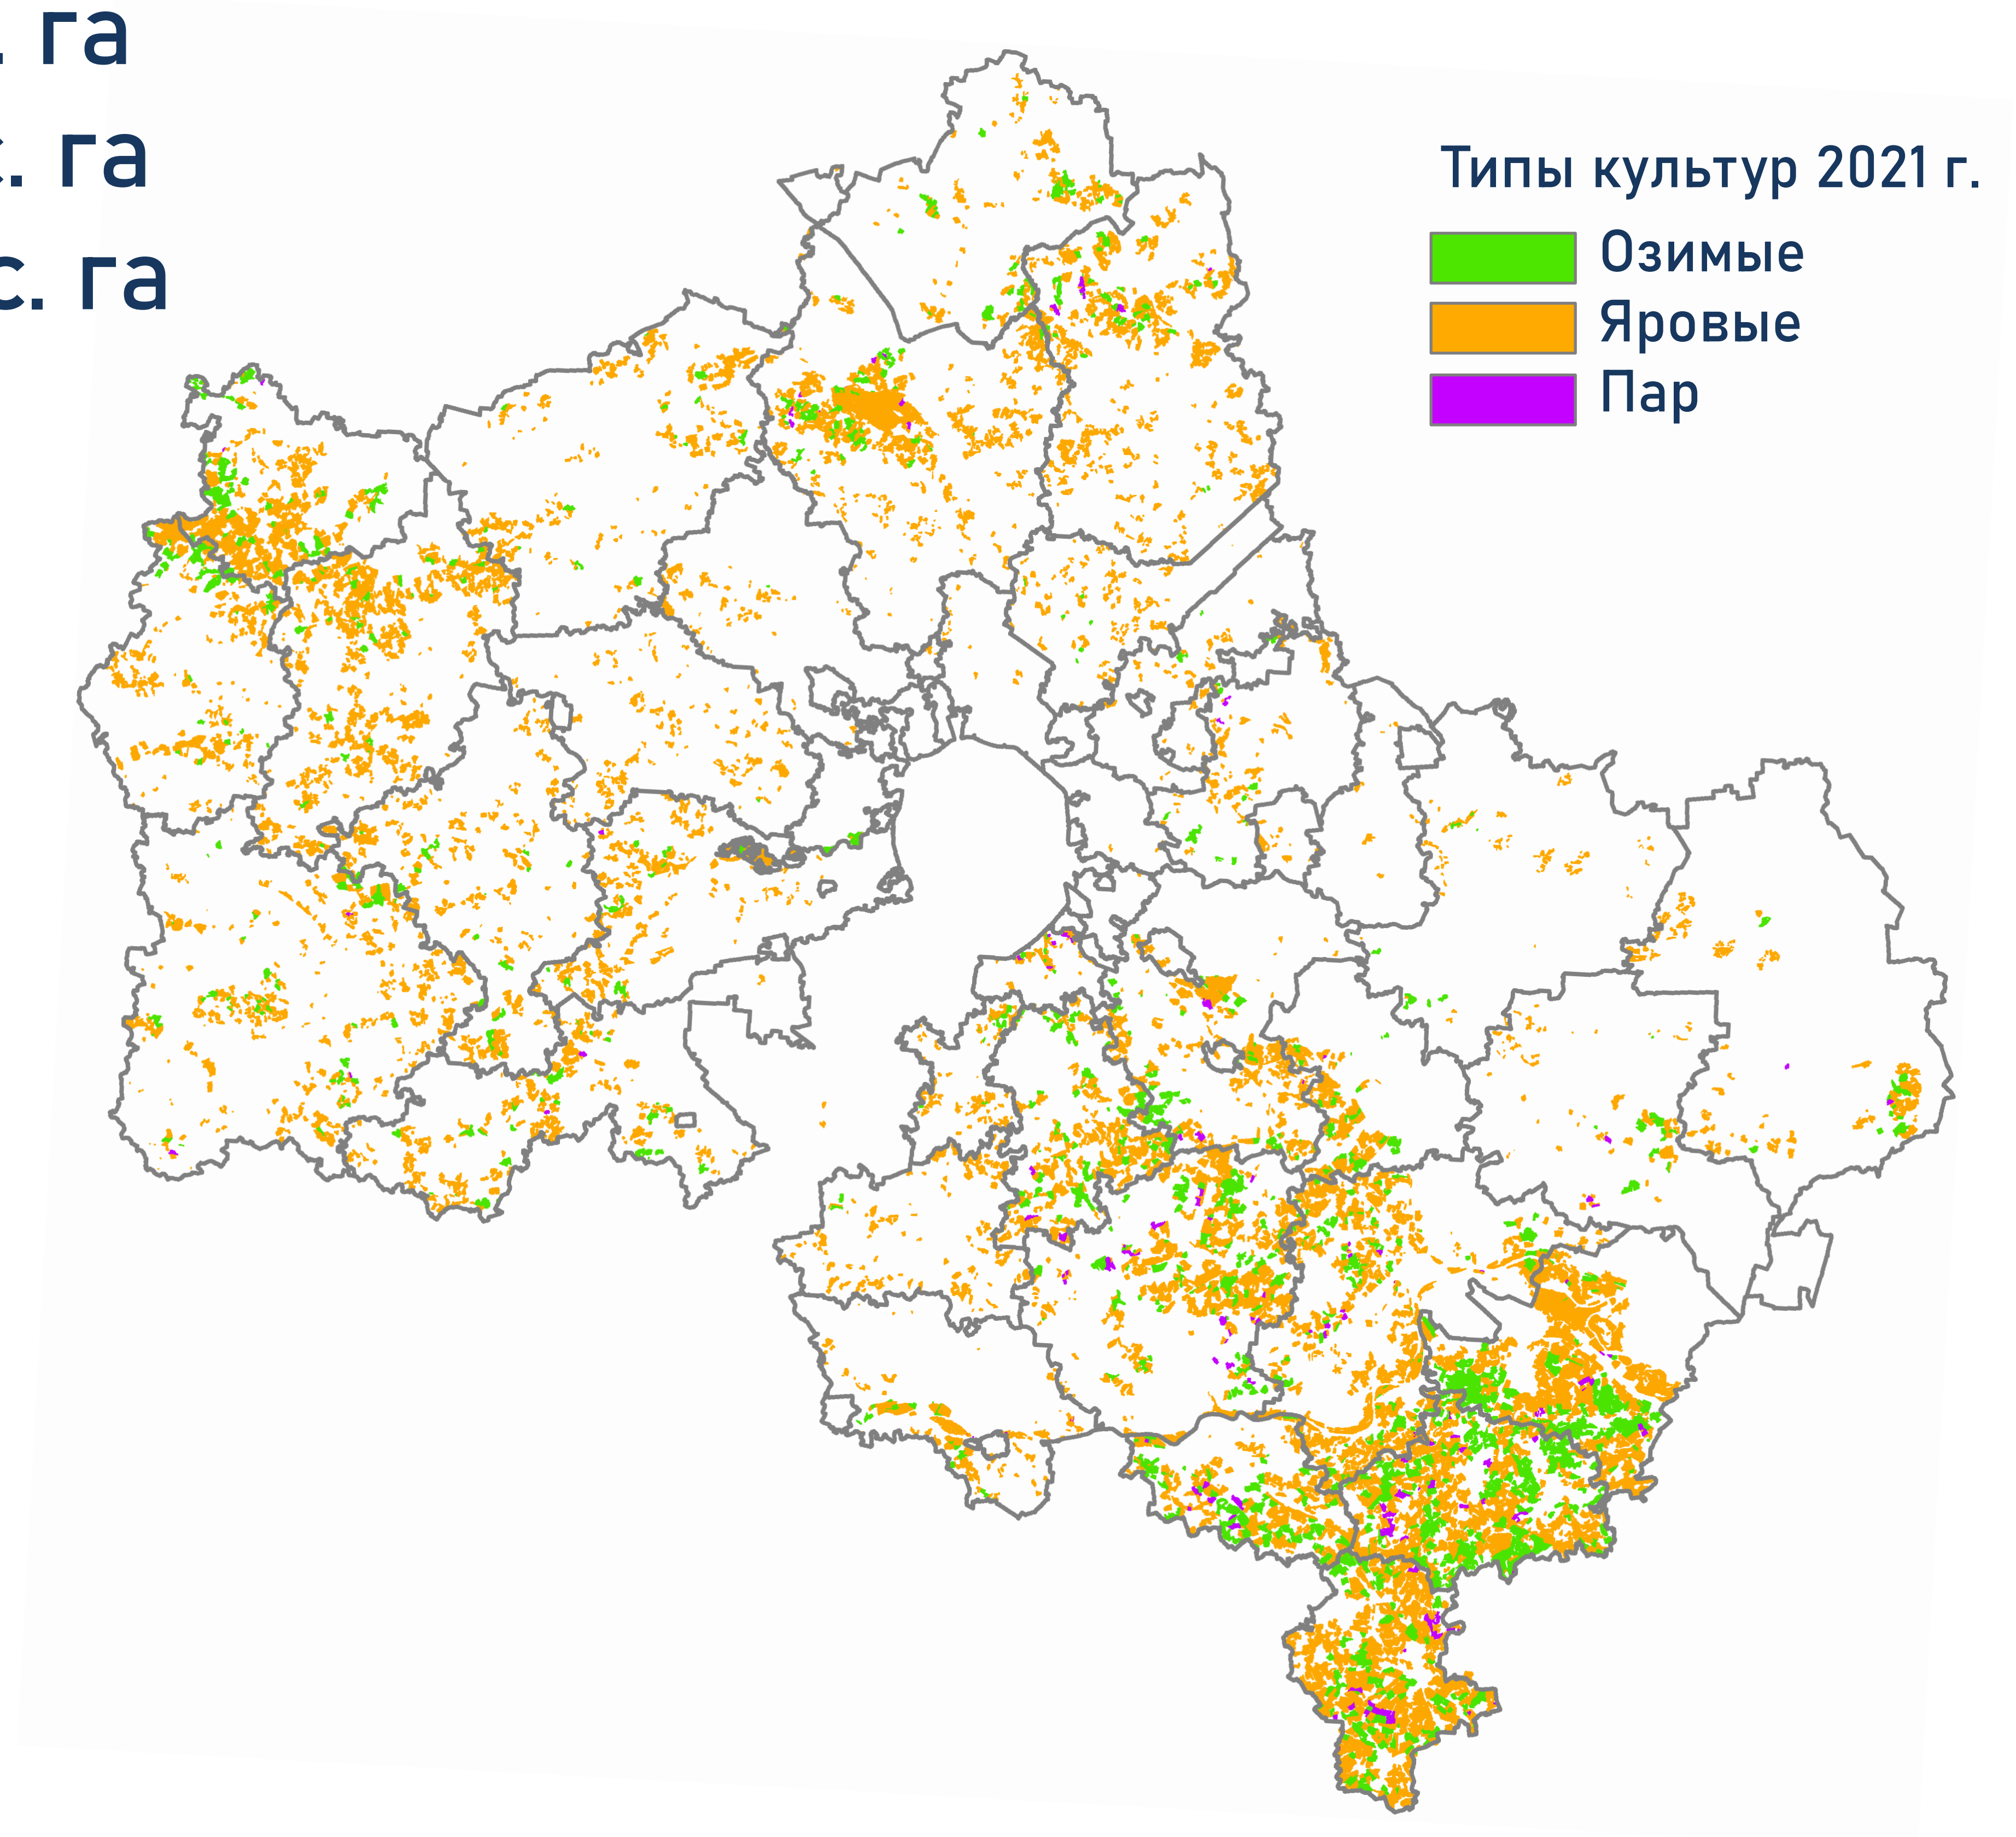 . га
с. га
с. га
Типы культур 2021 г.
Озимые
Яровые
Пар